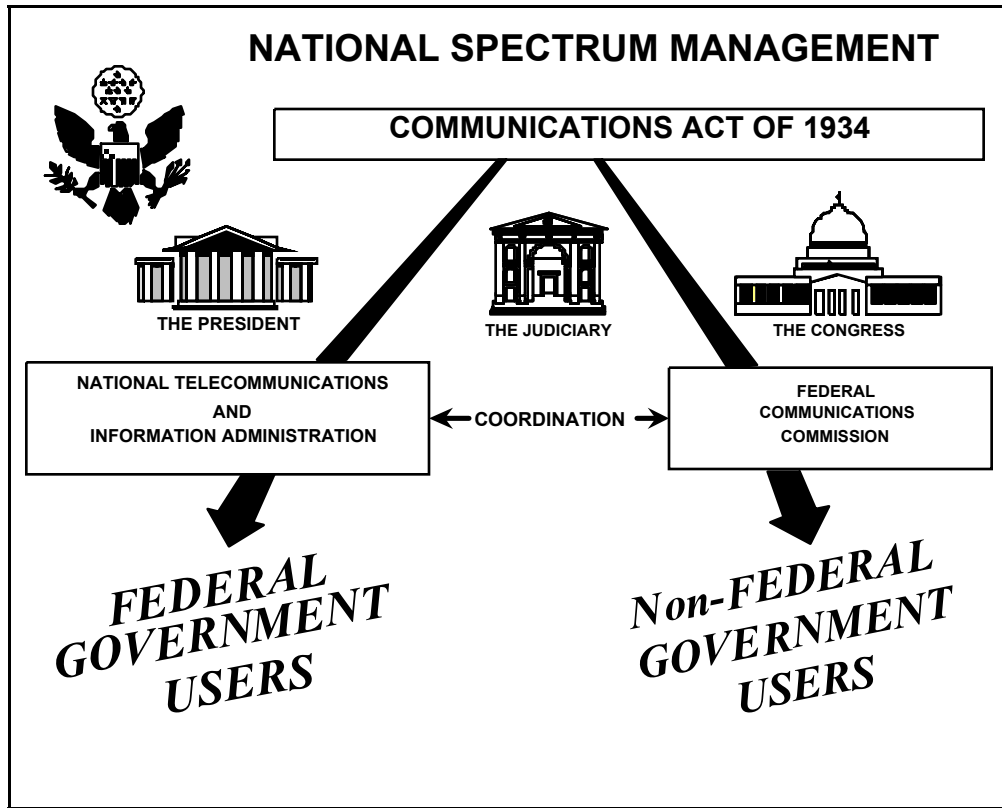 NATIONAL SPECTRUM MANAGEMENT
COMMUNICATIONS ACT OF 1934
THE PRESIDENT
THE JUDICIARY
THE CONGRESS
NATIONAL TELECOMMUNICATIONS
AND
INFORMATION ADMINISTRATION
COORDINATION
FEDERAL
COMMUNICATIONS
COMMISSION
FEDERAL
GOVERNMENT
USERS
Non-FEDERAL
GOVERNMENT
USERS